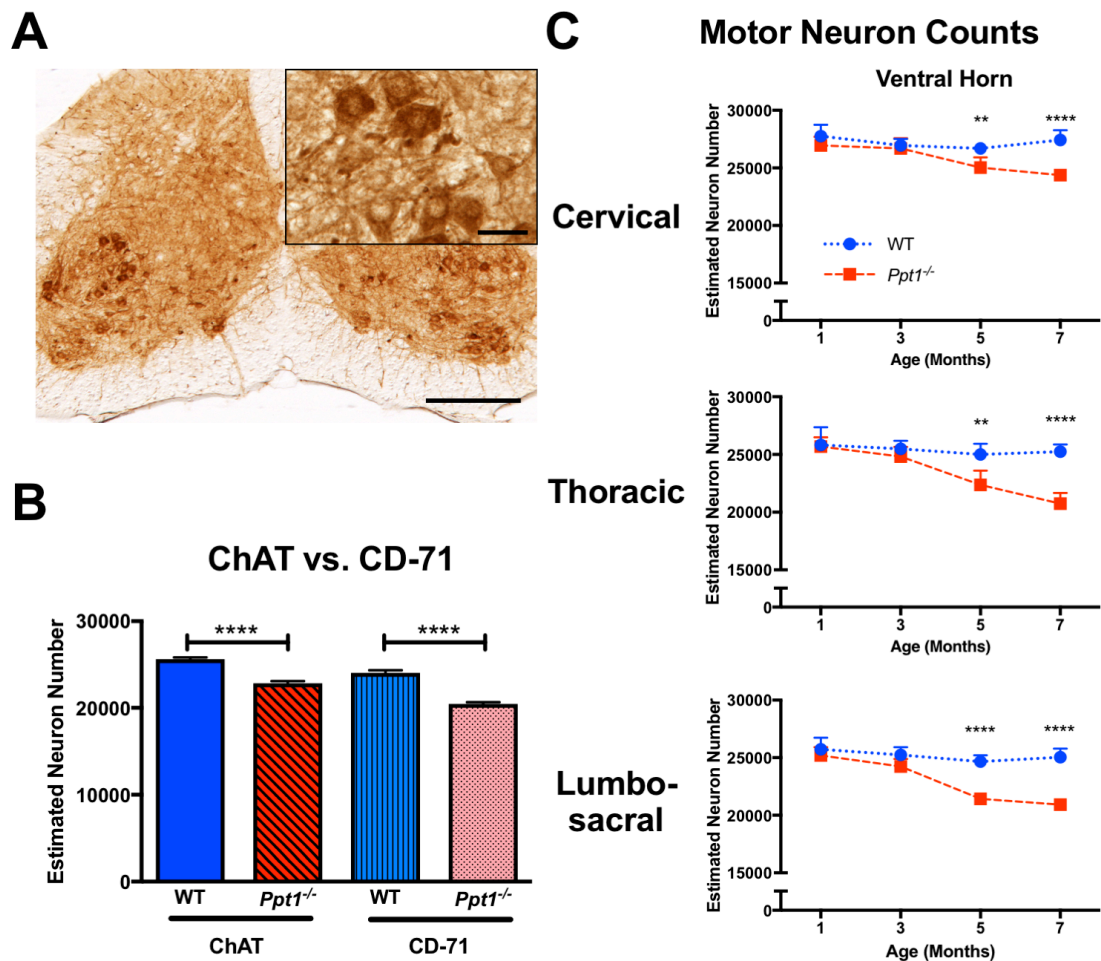 A
B
ChAT vs. CD-71
Estimated Neuron Number
30000
20000
10000
0
****
****
WT
Ppt1-/-
WT
Ppt1-/-
ChAT
CD-71
C
Motor Neuron Counts
Ventral Horn
Cervical
Estimated Neuron Number
30000
25000
20000
15000
0
**
****
WT
Ppt1-/-
1
3
5
7
Age (Months)
Thoracic
Estimated Neuron Number
30000
25000
20000
15000
0
**
****
1
3
5
7
Age (Months)
Lumbo-
sacral
Estimated Neuron Number
30000
25000
20000
15000
0
****
****
1
3
5
7
Age (Months)